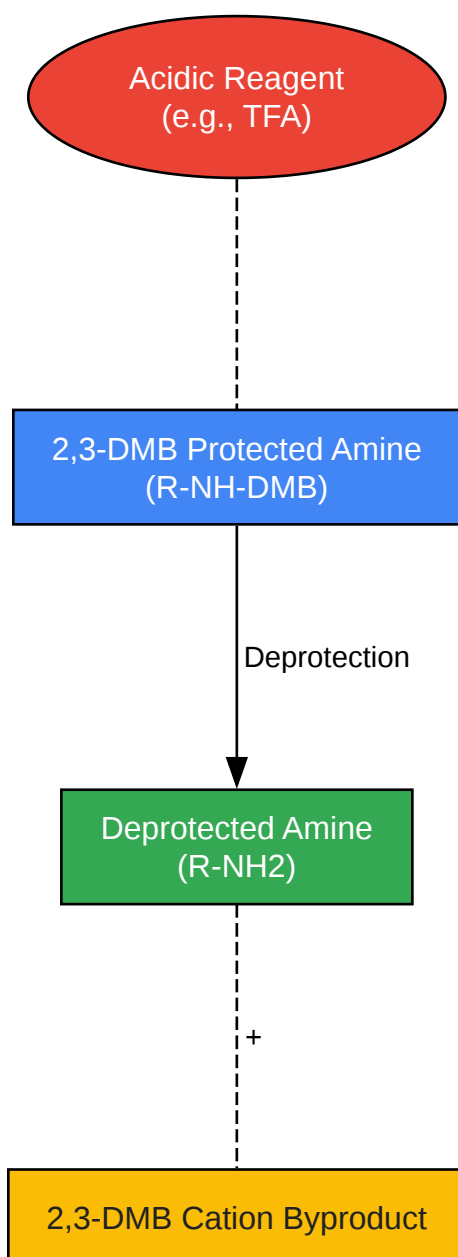 Acidic Reagent
(e.g., TFA)
2,3-DMB Protected Amine
(R-NH-DMB)
Deprotection
Deprotected Amine
(R-NH2)
+
2,3-DMB Cation Byproduct